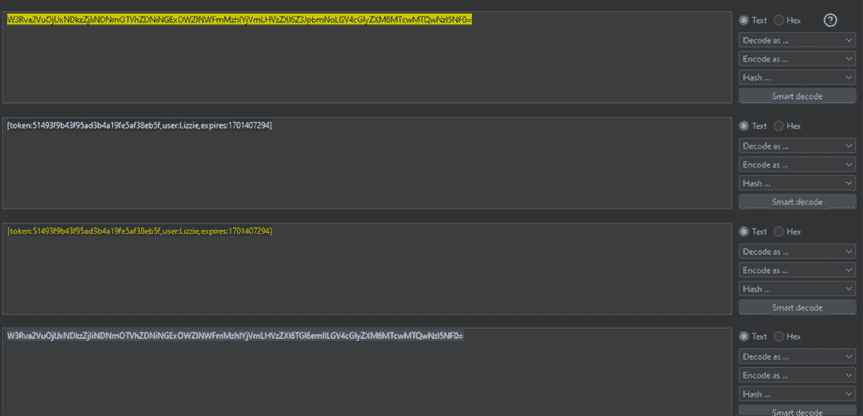 W3Rva2VuOjUxNDkzZjliNDNmOTVhZDNiNGExOWZlNWFmMzhlYjVmLHVzZXI6Z3JpbmNoLGV4cGlyZXM6MTcwMTQwNzI5NF0=
Text Hex ?
Decode as ...
Encode as ...
Hash ...
Smart decode
[token:51493f9b43f95ad3b4a19fe5af38eb5f,user:Lizzie,expires:1701407294]
Text Hex
Decode as ...
Encode as ...
Hash ...
Smart decode
[token:51493f9b43f95ad3b4a19fe5af38eb5f,user:Lizzie,expires:1701407294]
Text Hex
Decode as ...
Encode as ...
Hash ...
Smart decode
W3Rva2VuOjUxNDkzZjliNDNmOTVhZDNiNGExOWZlNWFmMzhlYjVmLHVzZXI6TGl6emllLGV4cGlyZXM6MTcwMTQwNzI5NF0=
Text Hex
Decode as ...
Encode as ...
Hash ...
Smart decode